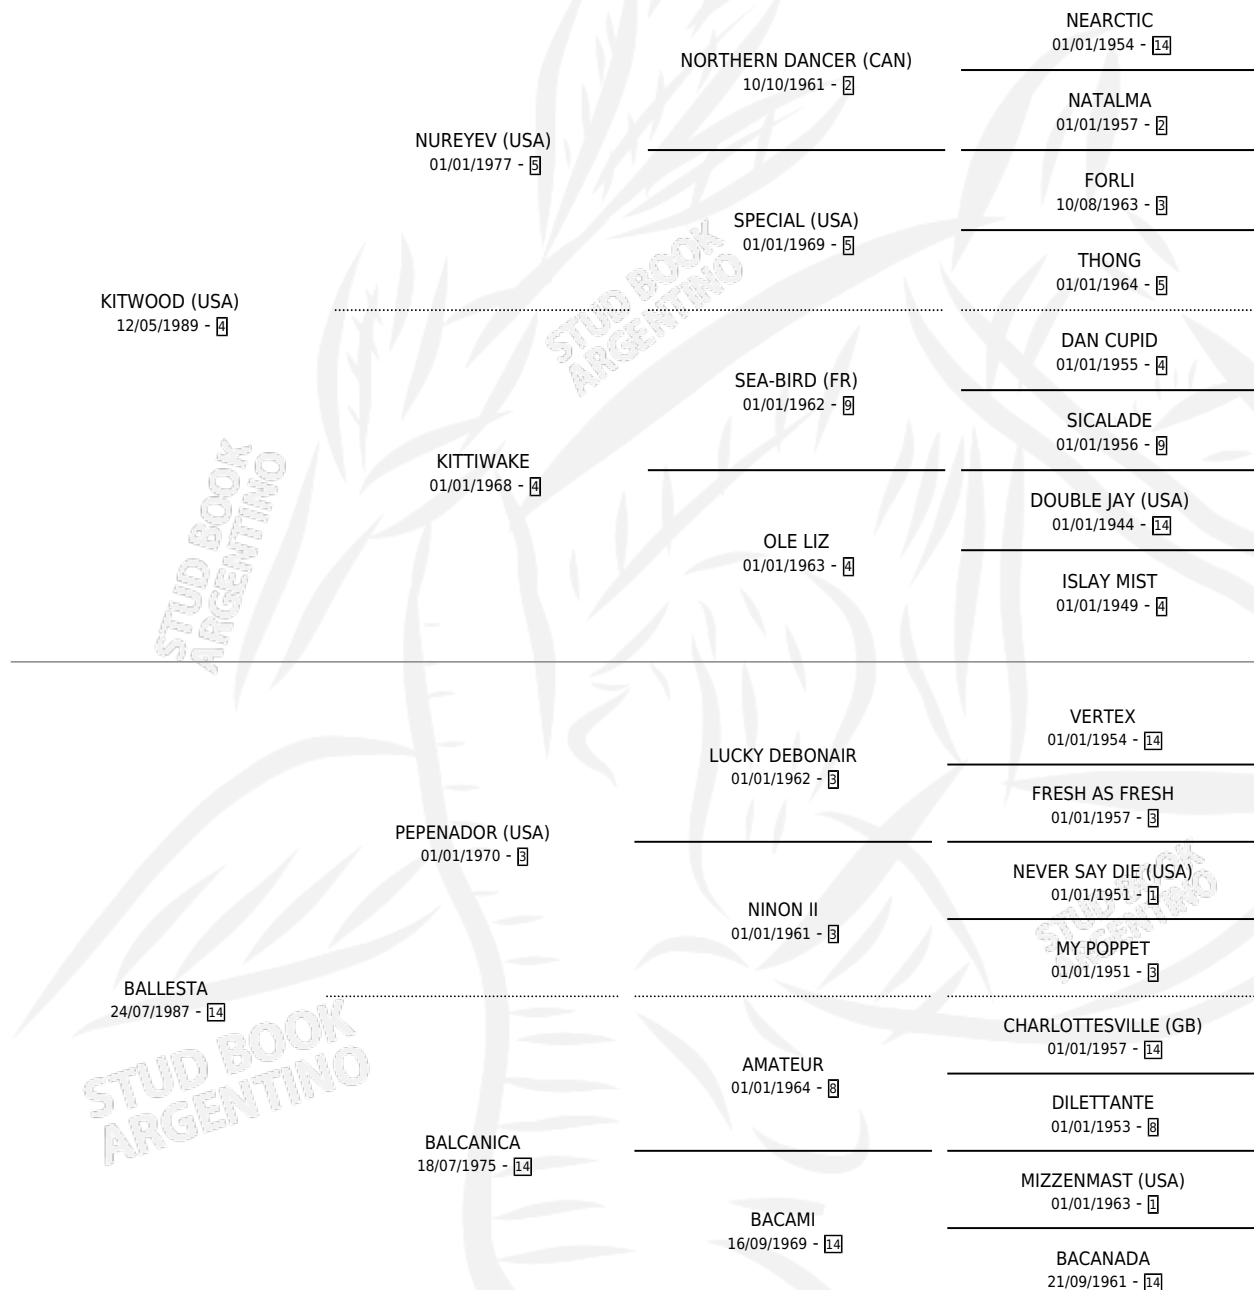 NEARCTIC
01/01/1954 - 14
NORTHERN DANCER (CAN)
10/10/1961 - 2
NATALMA
01/01/1957 - 2
NUREYEV (USA)
01/01/1977 - 5
FORLI
10/08/1963 - 3
SPECIAL (USA)
01/01/1969 - 5
THONG
01/01/1964 - 5
KITWOOD (USA)
12/05/1989 - 4
STUD BOOK
ARGENTINO
DAN CUPID
01/01/1955 - 4
SEA-BIRD (FR)
01/01/1962 - 9
SICALADE
01/01/1956 - 9
KITTIWAKE
01/01/1968 - 4
DOUBLE JAY (USA)
01/01/1944 - 14
OLE LIZ
01/01/1963 - 4
ISLAY MIST
01/01/1949 - 4
STUD BOOK
ARGENTINO
VERTEX
01/01/1954 - 14
LUCKY DEBONAIR
01/01/1962 - 3
FRESH AS FRESH
01/01/1957 - 3
PEPENADOR (USA)
01/01/1970 - 3
NEVER SAY DIE (USA)
01/01/1951 - 1
NINON II
01/01/1961 - 3
MY POPPET
01/01/1951 - 3
STUD BOOK
ARGENTINO
BALLESTA
24/07/1987 - 14
CHARLOTTESVILLE (GB)
01/01/1957 - 14
AMATEUR
01/01/1964 - 8
DILETTANTE
01/01/1953 - 8
STUD BOOK
ARGENTINO
BALCANICA
18/07/1975 - 14
MIZZENMAST (USA)
01/01/1963 - 1
BACAMI
16/09/1969 - 14
BACANADA
21/09/1961 - 14